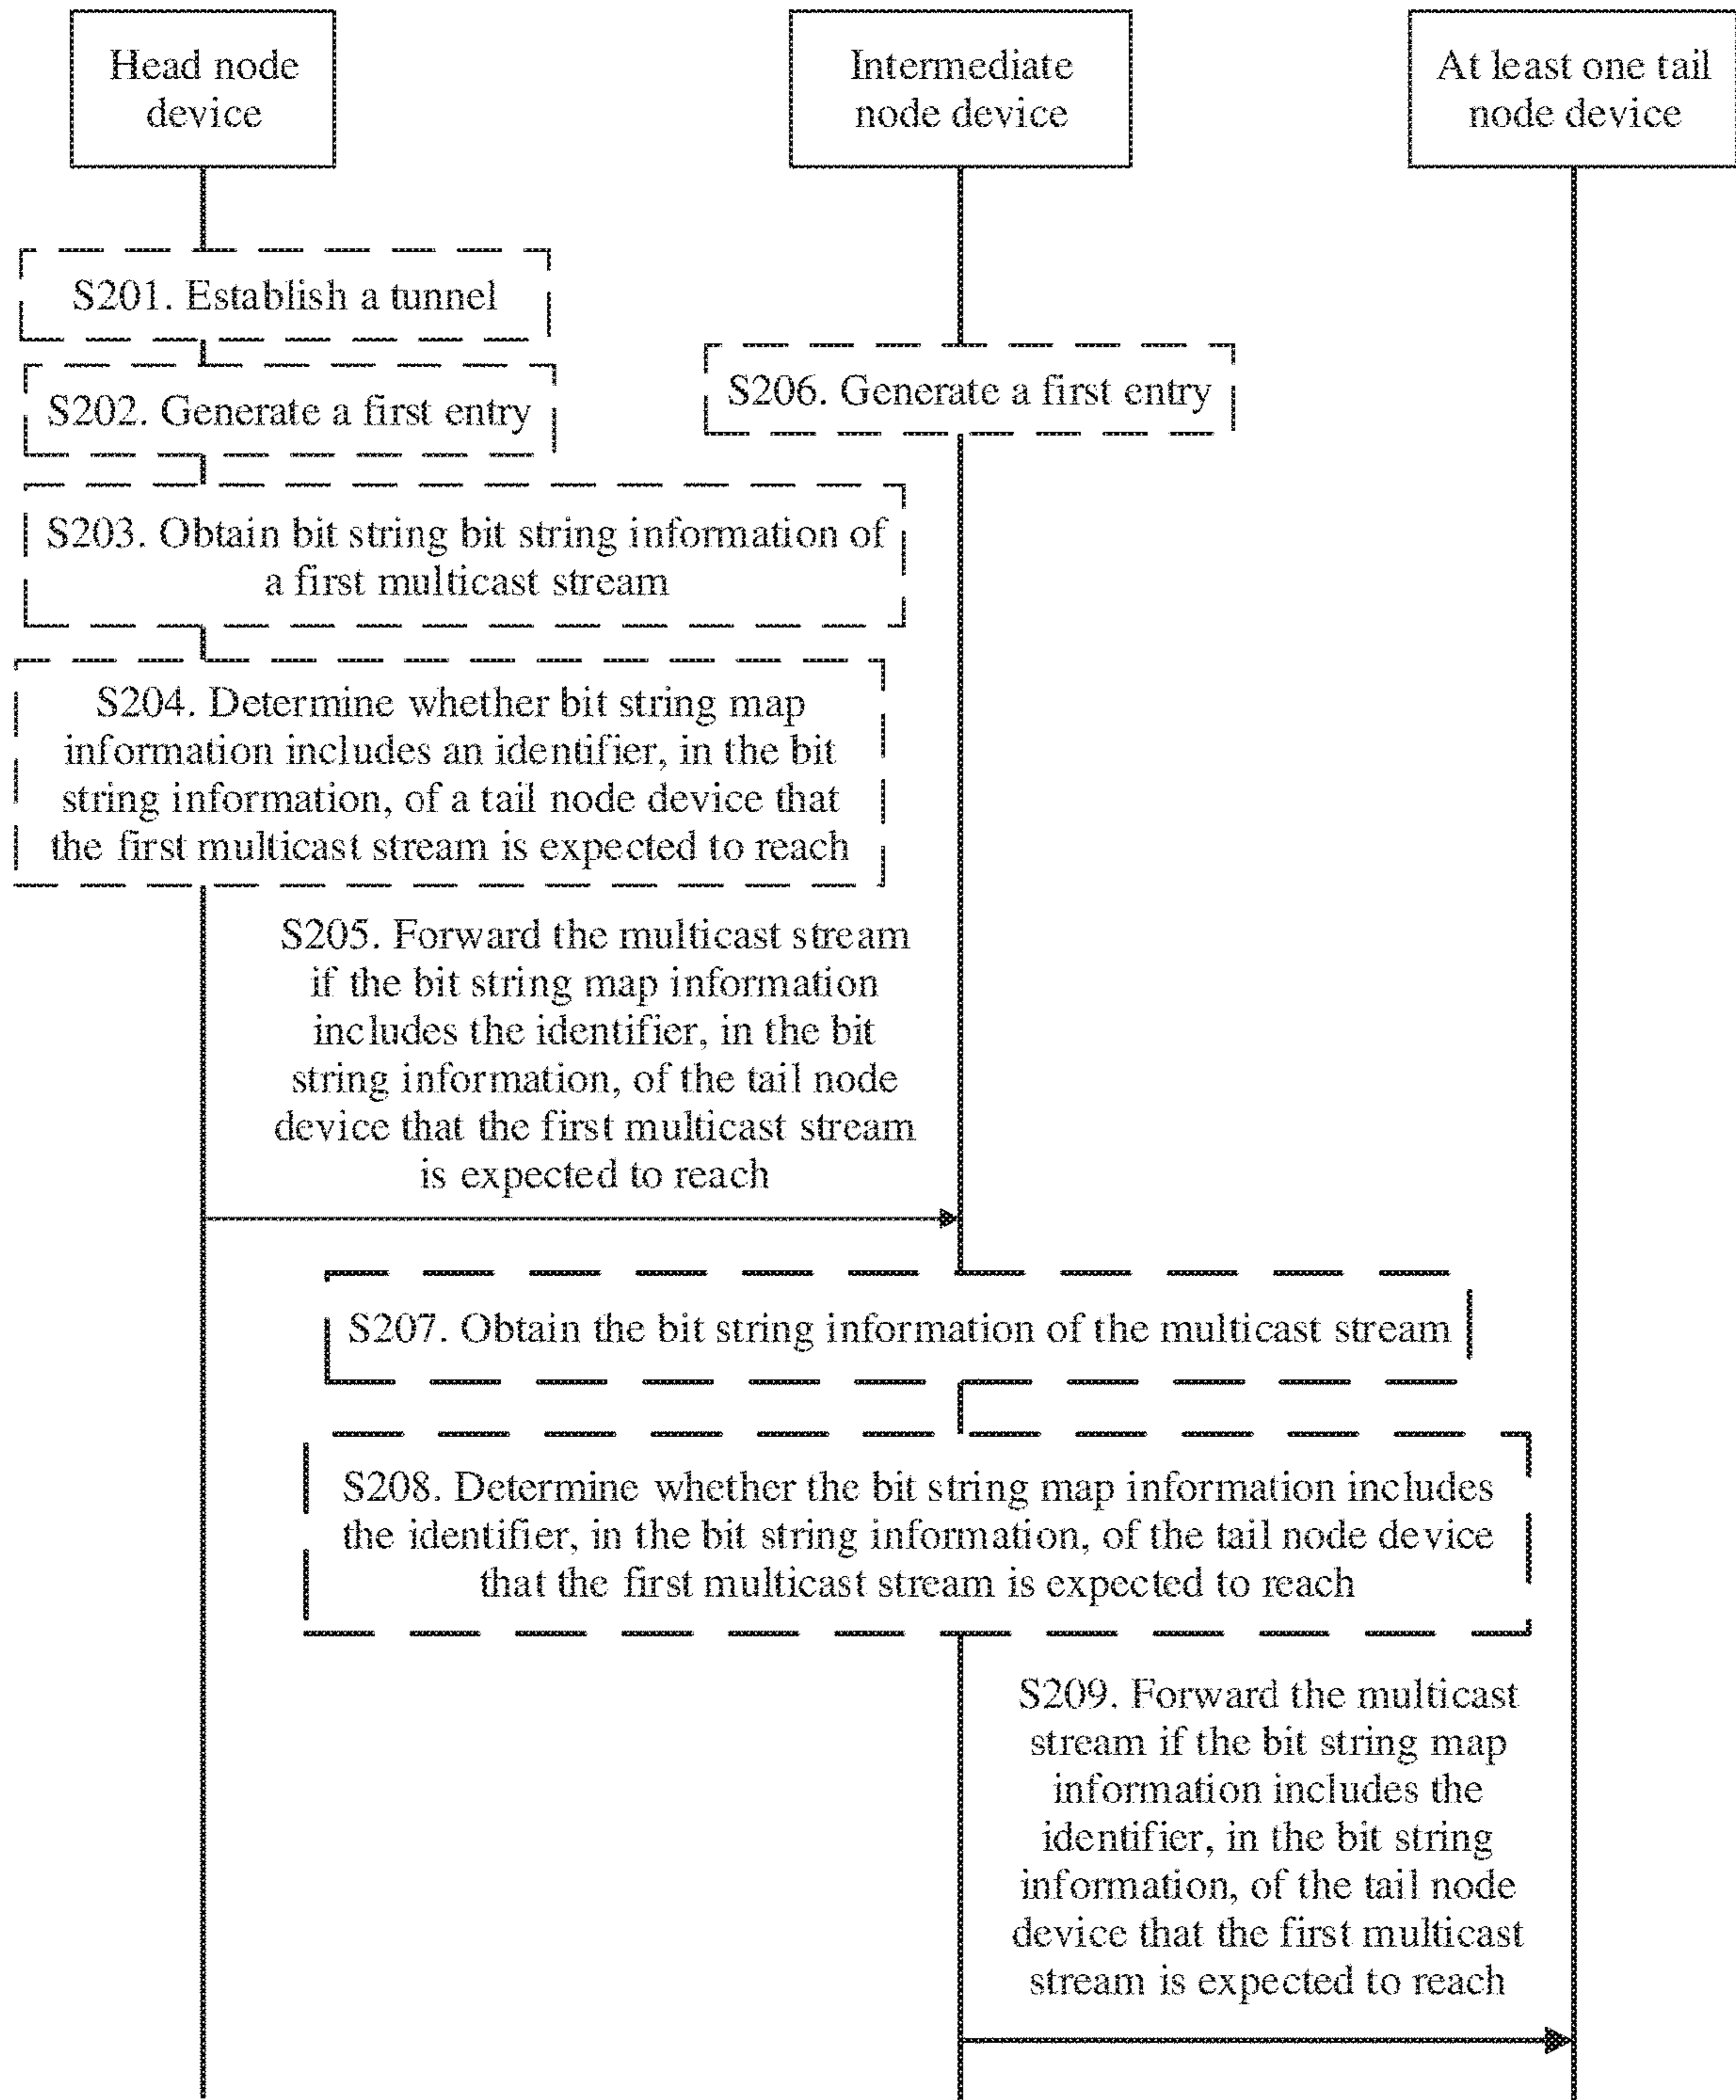 Head node
device
Intermediate
node device
At least one tail
node device
S201. Establish a tunnel
S202. Generate a first entry
S206. Generate a first entry
S203. Obtain bit string bit string information of
a first multicast stream
S204. Determine whether bit string map
information includes an identifier, in the bit
string information, of a tail node device that
the first multicast stream is expected to reach
S205. Forward the multicast stream
if the bit string map information
includes the identifier, in the bit
string information, of the tail node
device that the first multicast stream
is expected to reach
S207. Obtain the bit string information of the multicast stream
S208. Determine whether the bit string map information includes
the identifier, in the bit string information, of the tail node device
that the first multicast stream is expected to reach
S209. Forward the multicast
stream if the bit string map
information includes the
identifier, in the bit string
information, of the tail node
device that the first multicast
stream is expected to reach